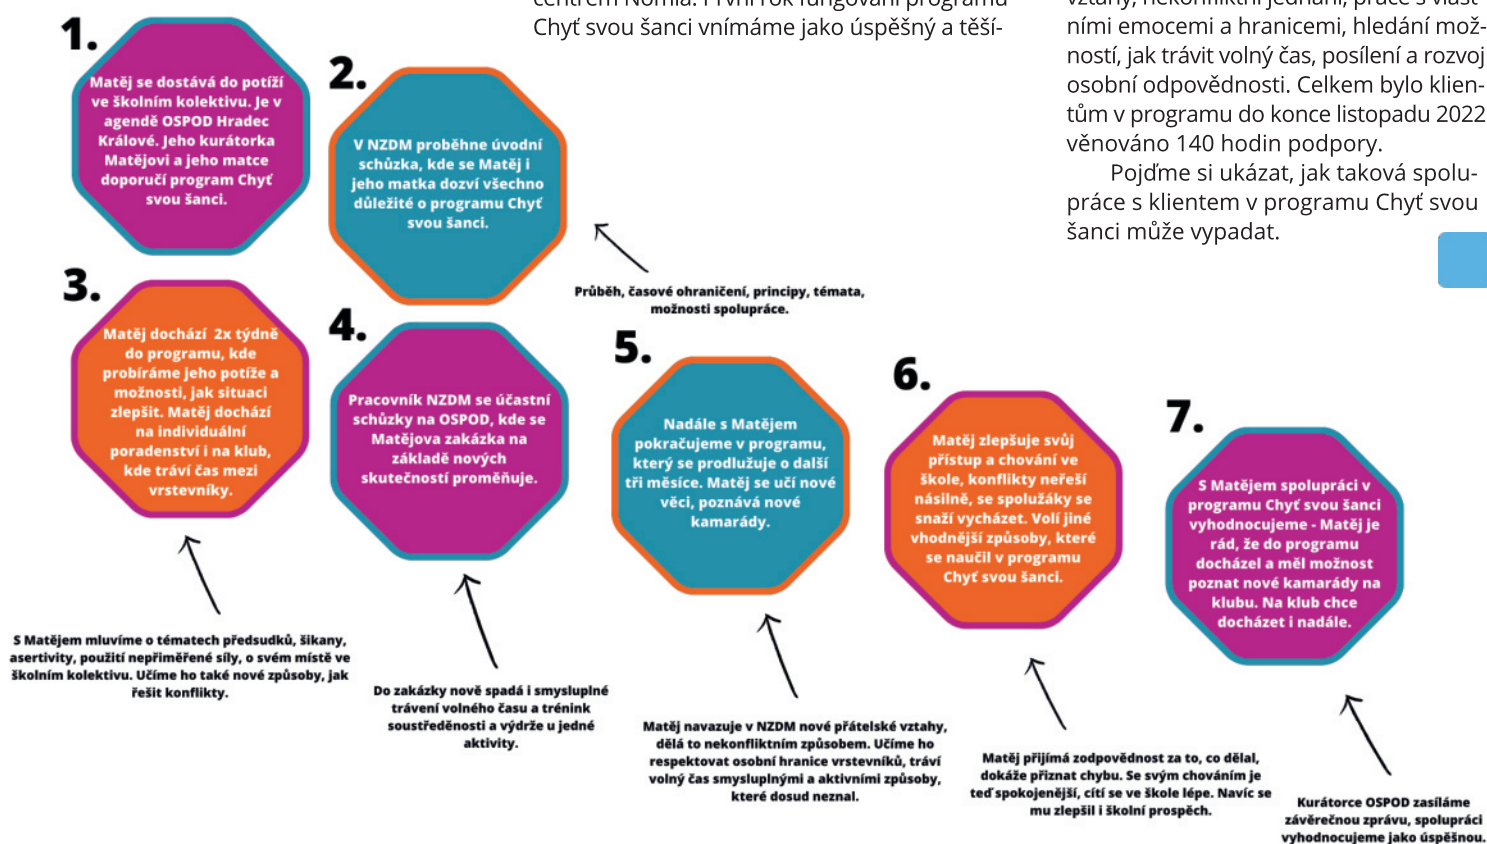 centrem Nomia. První rok fungování programu
Chyť svou šanci vnímáme jako úspěšný a těší-
vztahy, nekonfliktní jednání, práce s vlast-
ními emocemi a hranicemi, hledání mož-
ností, jak trávit volný čas, posílení a rozvoj
osobní odpovědnosti. Celkem bylo klien-
tům v programu do konce listopadu 2022
věnováno 140 hodin podpory.
Pojďme si ukázat, jak taková spolu-
práce s klientem v programu Chyť svou
šanci může vypadat.
1.
Matěj se dostává do potíží
ve školním kolektivu. Je v
agendě OSPOD Hradec
Králové. Jeho kurátorka
Matějovi a jeho matce
doporučí program Chyť
svou šanci.
2.
V NZDM proběhne úvodní
schůzka, kde se Matěj i
jeho matka dozví všechno
důležité o programu Chyť
svou šanci.
Průběh, časové ohraničení, principy, témata,
možnosti spolupráce.
3.
Matěj dochází 2x týdně
do programu, kde
probíráme jeho potíže a
možnosti, jak situaci
zlepšit. Matěj dochází
na individuální
poradenství i na klub,
kde tráví čas mezi
vrstevníky.
S Matějem mluvíme o tématech předsudků, šikany,
asertivity, použití nepřiměřené síly, o svém místě ve
školním kolektivu. Učíme ho také nové způsoby, jak
řešit konflikty.
4.
Pracovník NZDM se účastní
schůzky na OSPOD, kde se
Matějova zakázka na
základě nových
skutečností proměňuje.
Do zakázky nově spadá i smysluplné
trávení volného času a trénink
soustředěnosti a výdrže u jedné
aktivity.
5.
Nadále s Matějem
pokračujeme v programu,
který se prodlužuje o další
tři měsíce. Matěj se učí nové
věci, poznává nové
kamarády.
Matěj navazuje v NZDM nové přátelské vztahy,
dělá to nekonfliktním způsobem. Učíme ho
respektovat osobní hranice vrstevníků, tráví
volný čas smysluplnými a aktivními způsoby,
které dosud neznal.
6.
Matěj zlepšuje svůj
přístup a chování ve
škole, konflikty neřeší
násilně, se spolužáky se
snaží vycházet. Volí jiné
vhodnější způsoby, které
se naučil v programu
Chyť svou šanci.
Matěj přijímá zodpovědnost za to, co dělal,
dokáže přiznat chybu. Se svým chováním je
teď spokojenější, cítí se ve škole lépe. Navíc se
mu zlepšil i školní prospěch.
7.
S Matějem spolupráci v
programu Chyť svou šanci
vyhodnocujeme - Matěj je
rád, že do programu
docházel a měl možnost
poznat nové kamarády na
klubu. Na klub chce
docházet i nadále.
Kurátorce OSPOD zasíláme
závěrečnou zprávu, spolupráci
vyhodnocujeme jako úspěšnou.